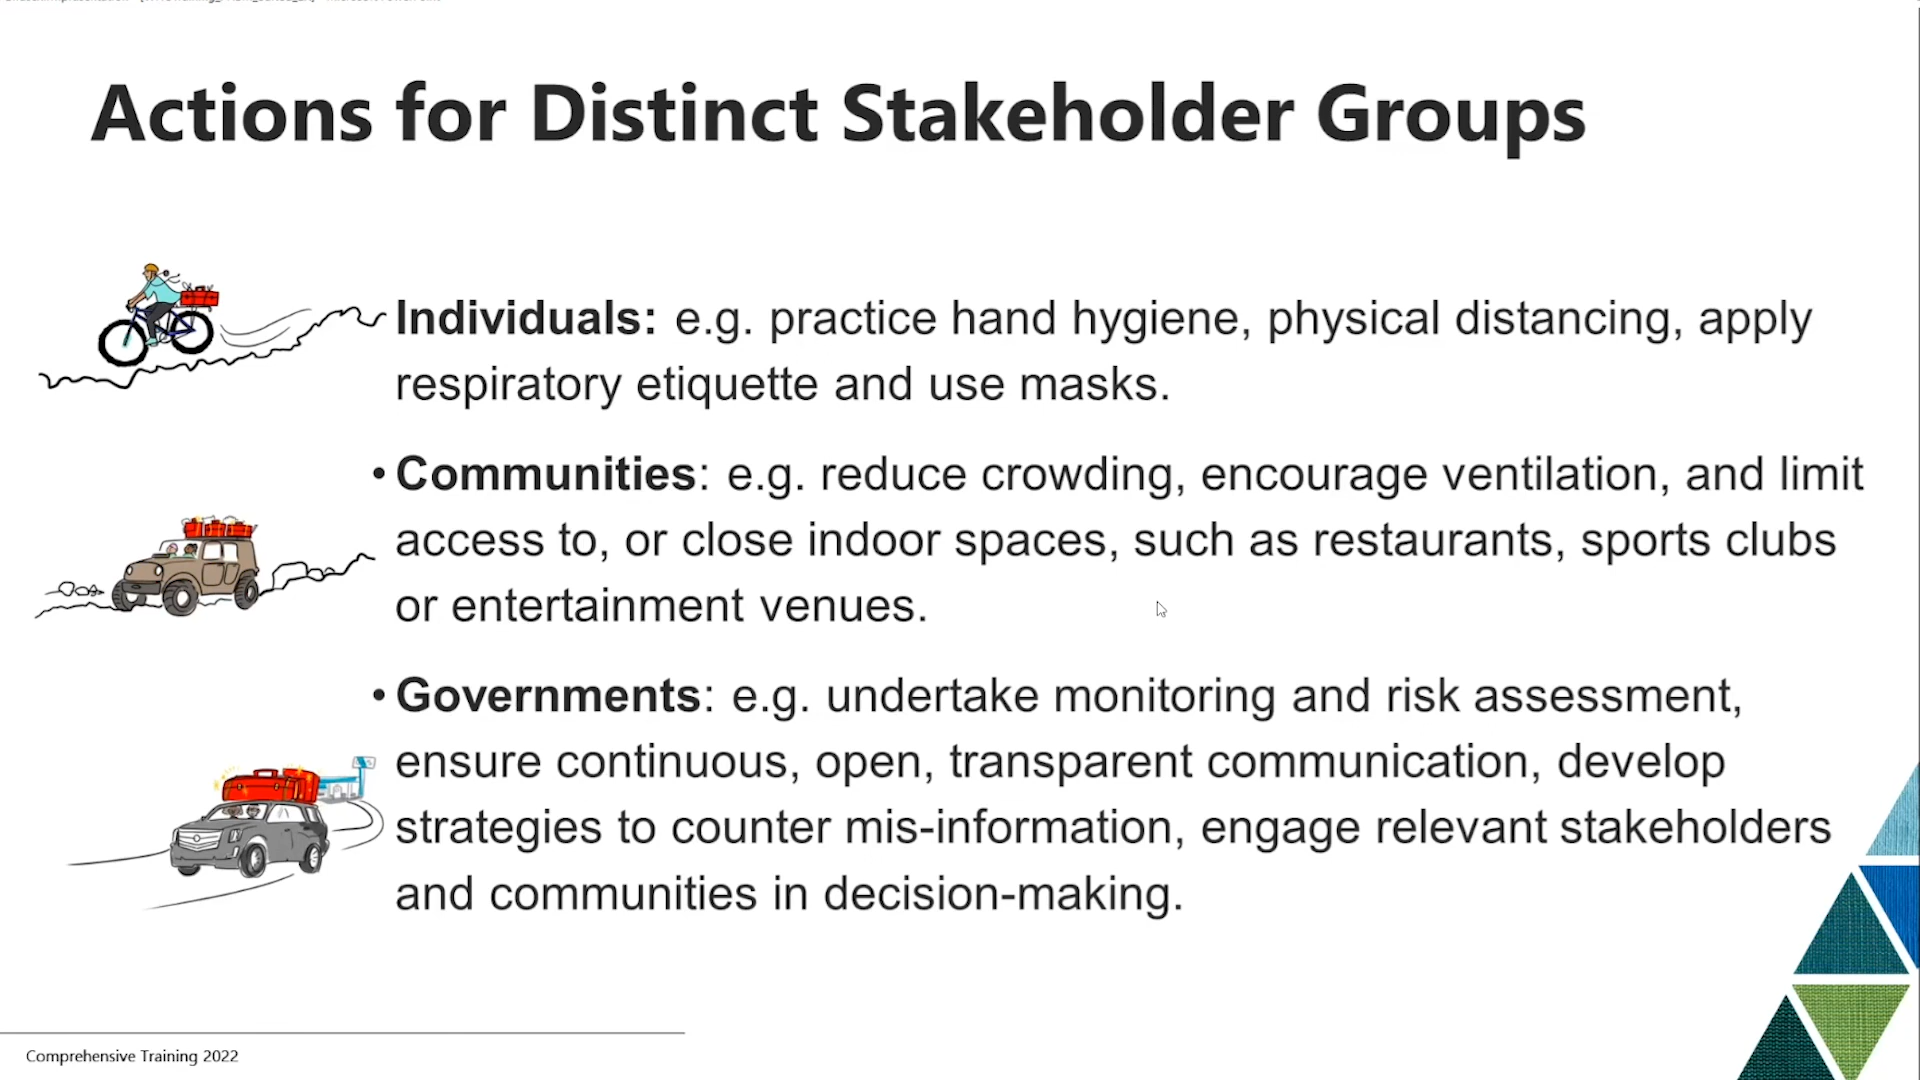 Actions for Distinct Stakeholder Groups
Individuals: e.g. practice hand hygiene, physical distancing, apply
respiratory etiquette and use masks.
• Communities: e.g. reduce crowding, encourage ventilation, and limit
access to, or close indoor spaces, such as restaurants, sports clubs
or entertainment venues.
• Governments: e.g. undertake monitoring and risk assessment,
ensure continuous, open, transparent communication, develop
strategies to counter mis-information, engage relevant stakeholders
and communities in decision-making.
Comprehensive Training 2022